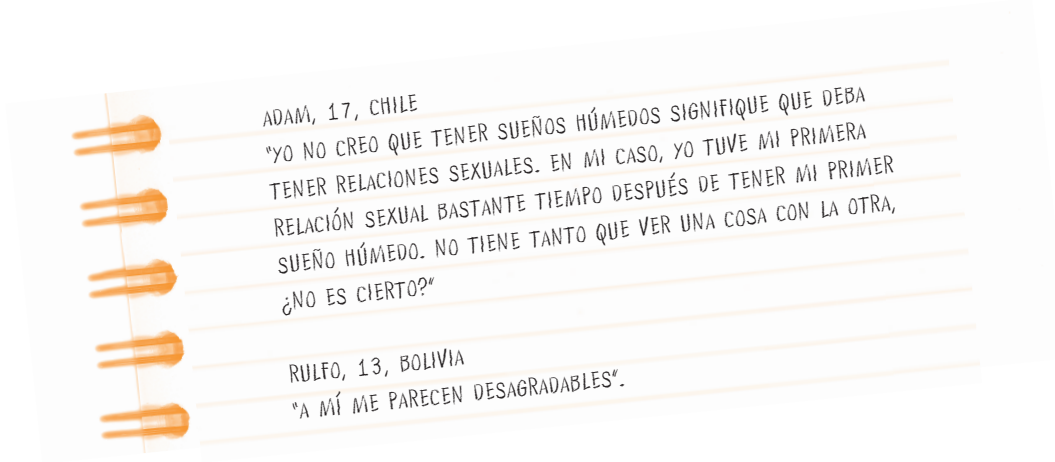 ADAM, 17, CHILE
"YO NO CREO QUE TENER SUEÑOS HÚMEDOS SIGNIFIQUE QUE DEBA
TENER RELACIONES SEXUALES. EN MI CASO, YO TUVE MI PRIMERA
RELACIÓN SEXUAL BASTANTE TIEMPO DESPUÉS DE TENER MI PRIMER
SUEÑO HÚMEDO. NO TIENE TANTO QUE VER UNA COSA CON LA OTRA,
¿NO ES CIERTO?"
RULFO, 13, BOLIVIA
"A MÍ ME PARECEN DESAGRADABLES".